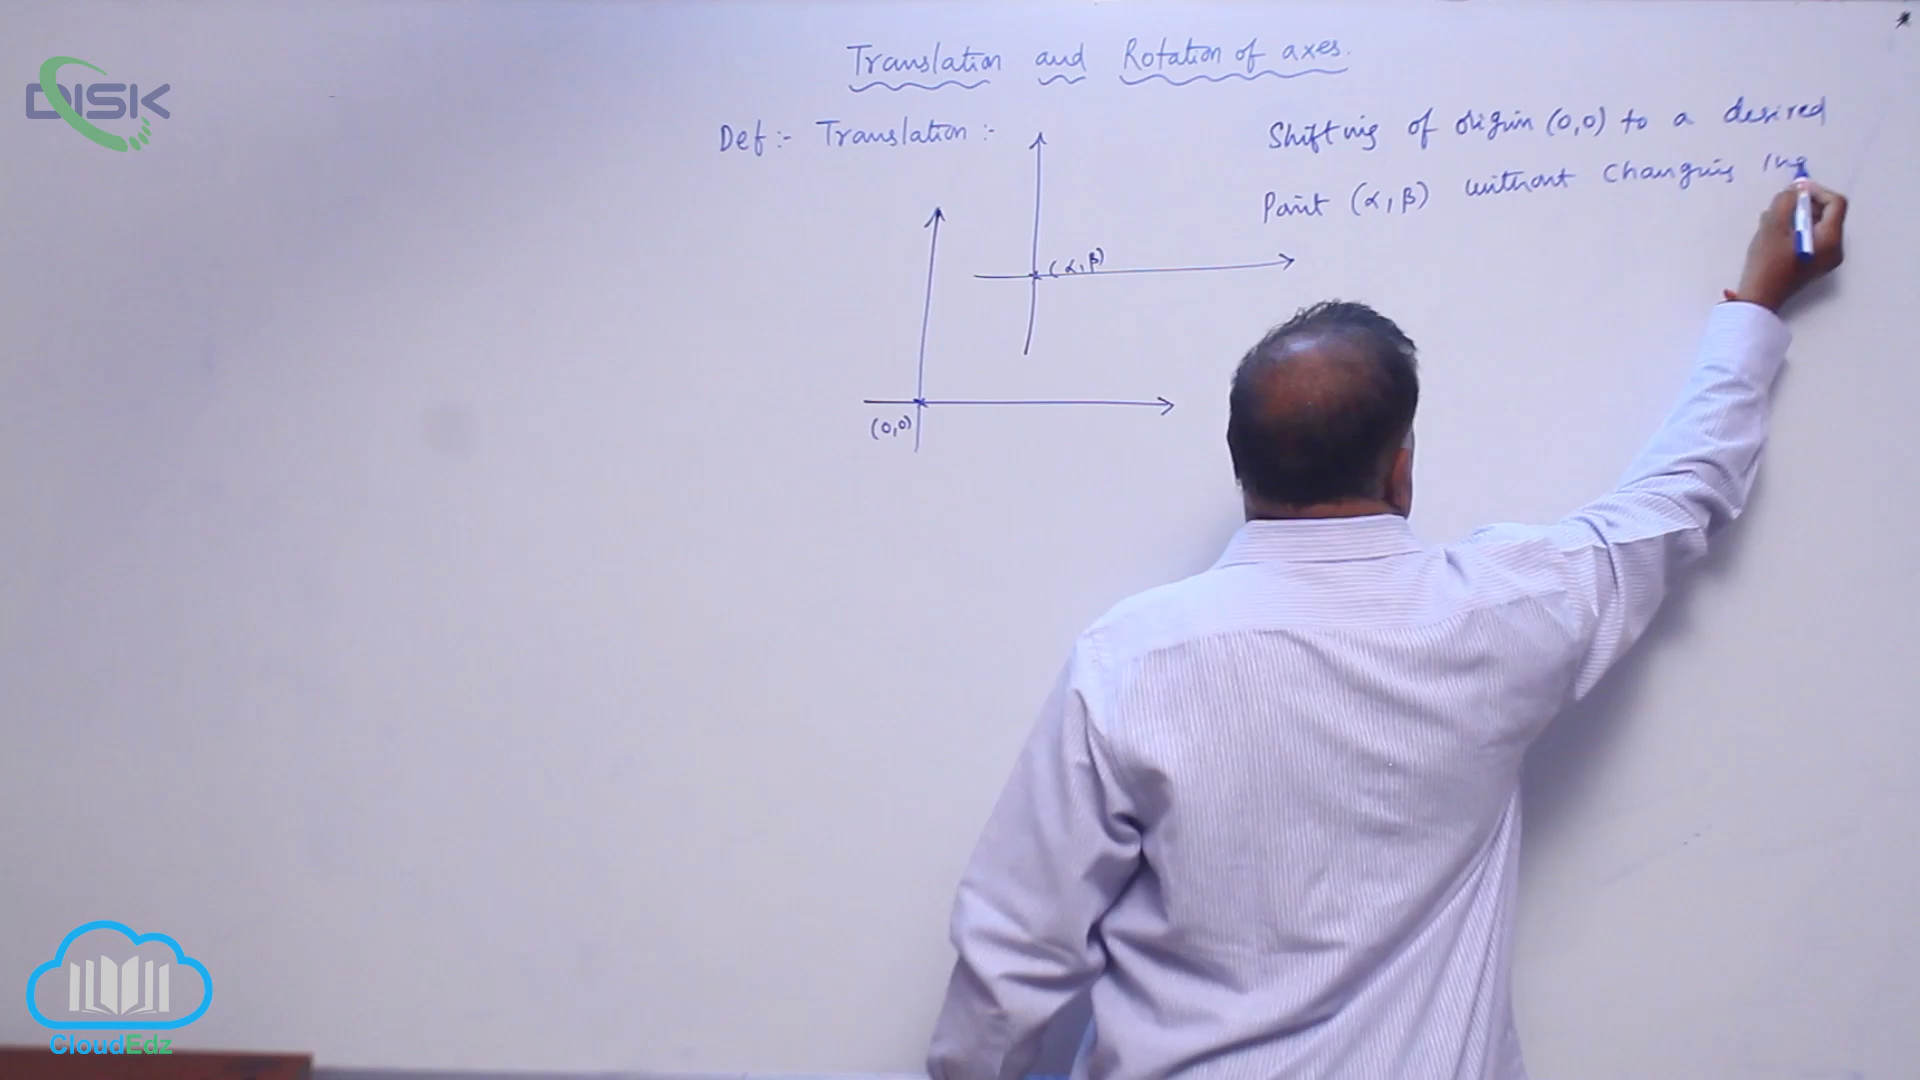 DISK
Translation and Rotation of axes.
Def:- Translation:-
Shifting of origin (0,0) to a desired
Point (α, β) without changing
(α, β)
(0,0)
CloudEdz